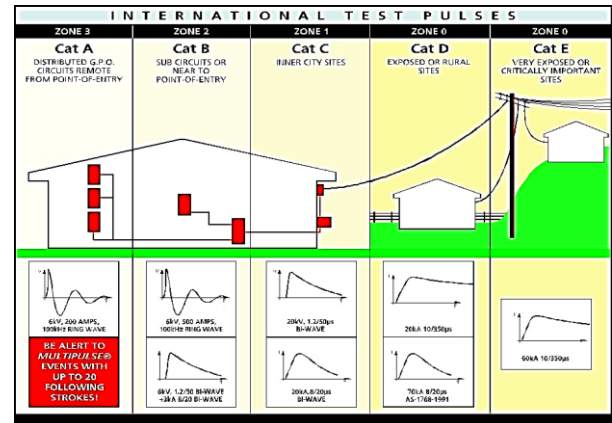 INTERNATIONAL TEST PULSES
ZONE 3
Cat A
DISTRIBUTED G.P.O.
CIRCUITS REMOTE
FROM POINT-OF-ENTRY
ZONE 2
Cat B
SUB CIRCUITS OR
NEAR TO
POINT-OF-ENTRY
ZONE 1
Cat C
INNER CITY SITES
ZONE 0
Cat D
EXPOSED OR RURAL
SITES
ZONE 0
Cat E
VERY EXPOSED OR
CRITICALLY IMPORTANT
SITES
6kV, 200 AMPS,
100kHz RING WAVE
BE ALERT TO
MULTIPULSE®
EVENTS WITH
UP TO 20
FOLLOWING
STROKES!
6kV, 500 AMPS,
100kHz RING WAVE
6kV, 1.2/50 BI-WAVE
+3kA 8/20 BI-WAVE
20kV, 1.2/50µs
BI-WAVE
20kA,8/20µs
BI-WAVE
20kA 10/350µs
70kA 8/20µs
AS-1768-1991
60kA 10/350µs